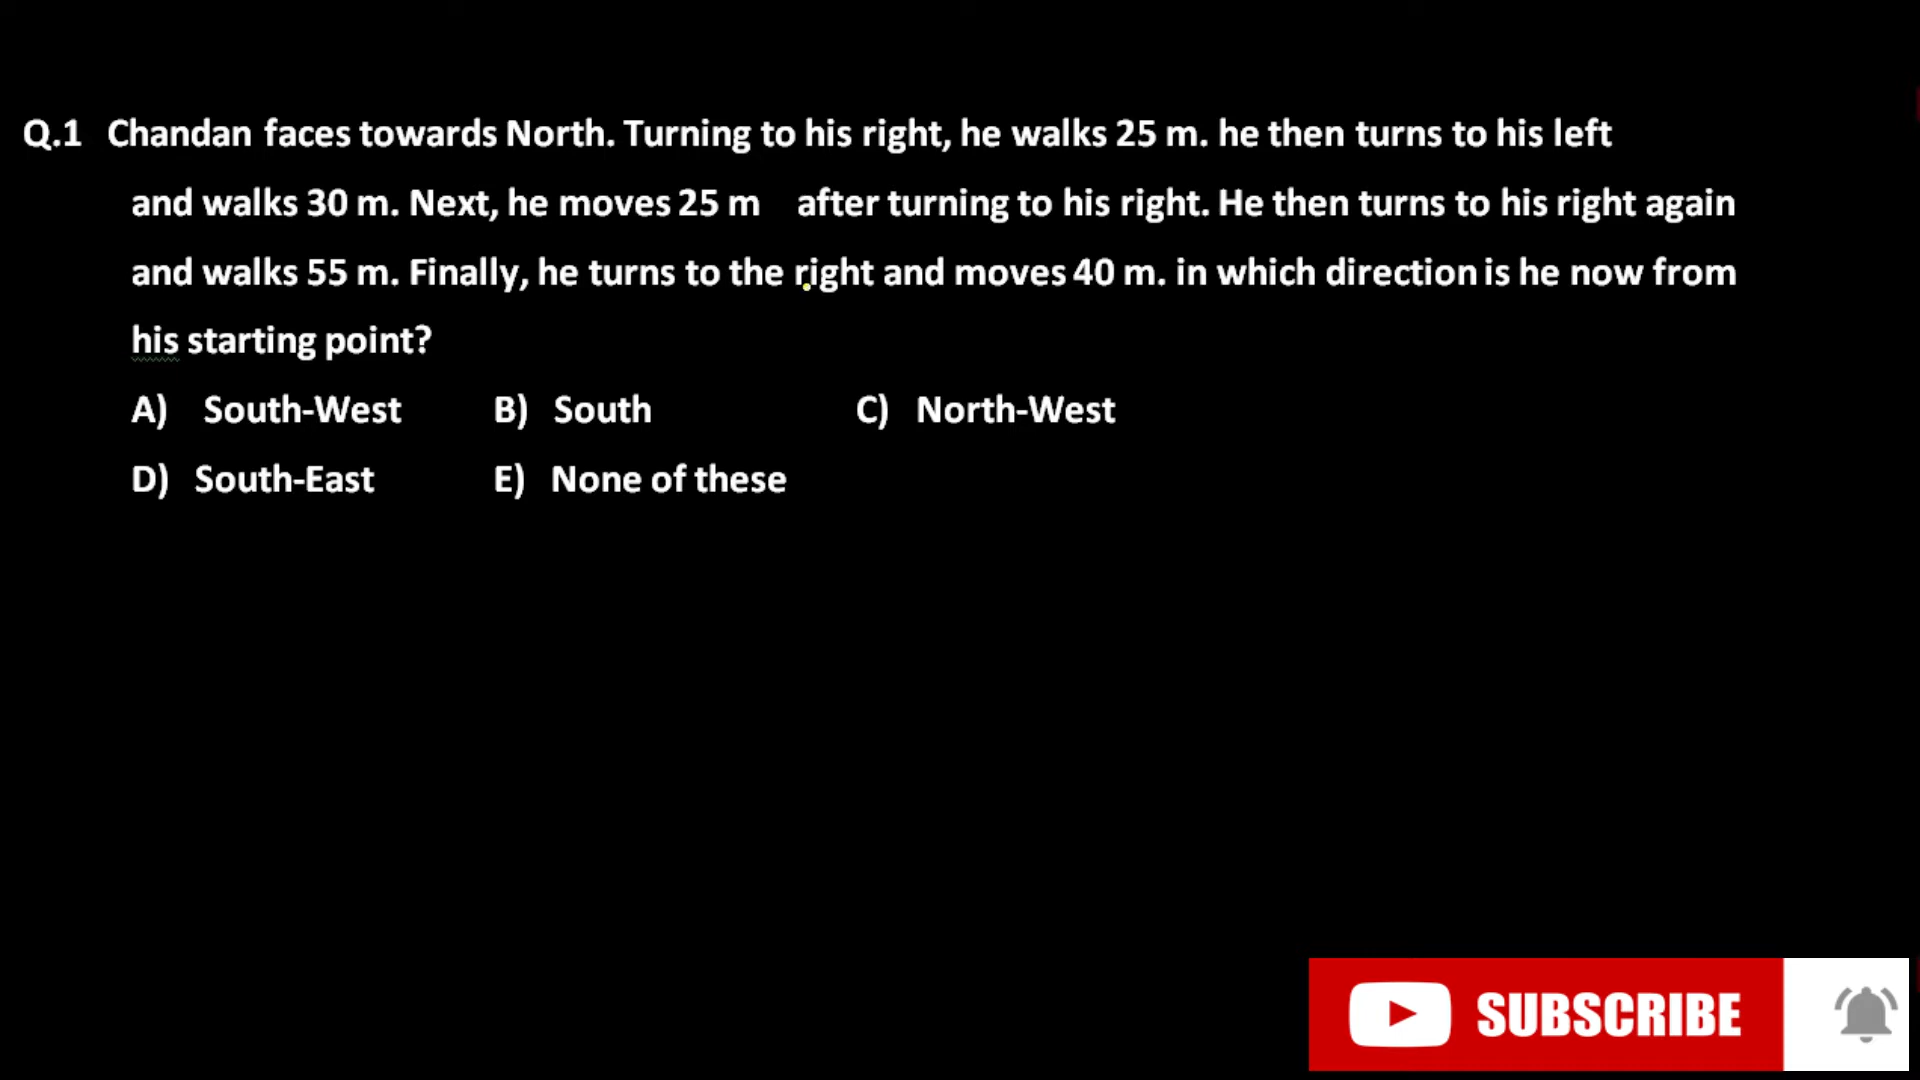 Q.1 Chandan faces towards North. Turning to his right, he walks 25 m. he then turns to his left
and walks 30 m. Next, he moves 25 m after turning to his right. He then turns to his right again
and walks 55 m. Finally, he turns to the right and moves 40 m. in which direction is he now from
his starting point?
A) South-West B) South C) North-West
D) South-East E) None of these
SUBSCRIBE